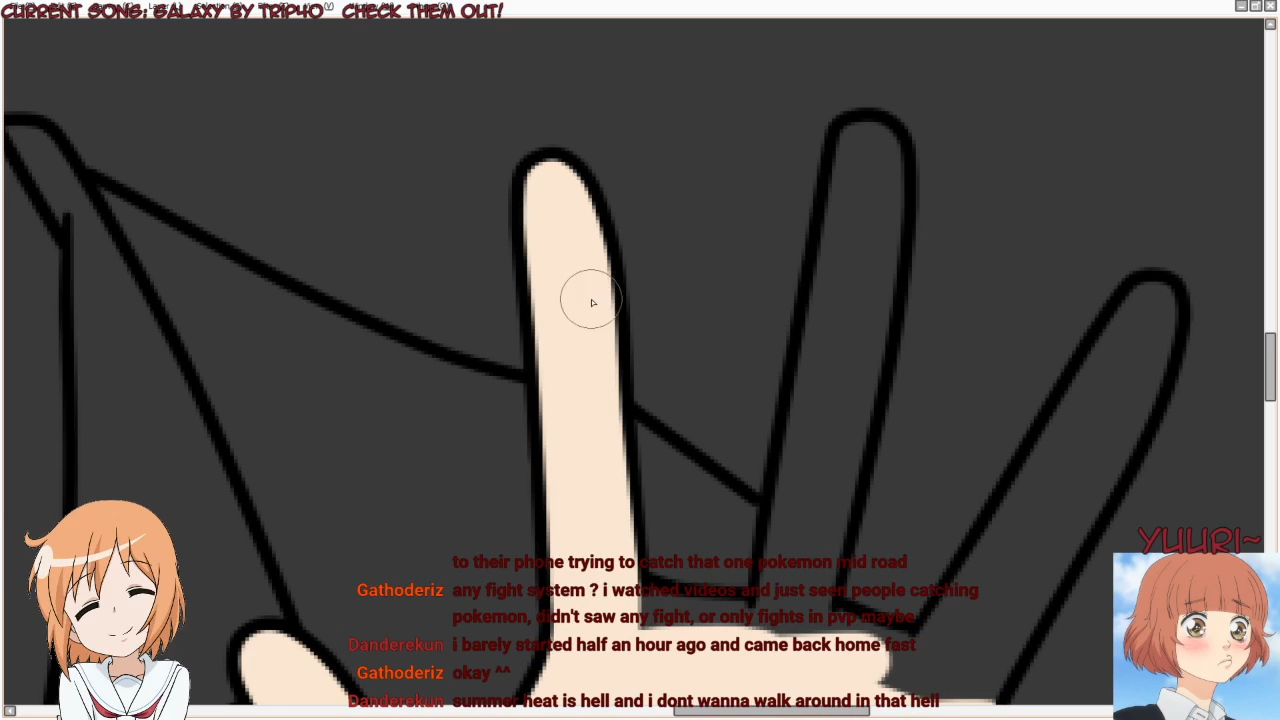 CURRENT SONG: GALAXY BY TRIP40 CHECK THEM OUT!
YUURI~
to their phone trying to catch that one pokemon mid road
Gathoderiz any fight system ? i watched videos and just seen people catching
pokemon, didn't saw any fight, or only fights in pvp maybe
Danderekun i barely started half an hour ago and came back home fast
Gathoderiz okay ^^
Danderekun summer heat is hell and i dont wanna walk around in that hell